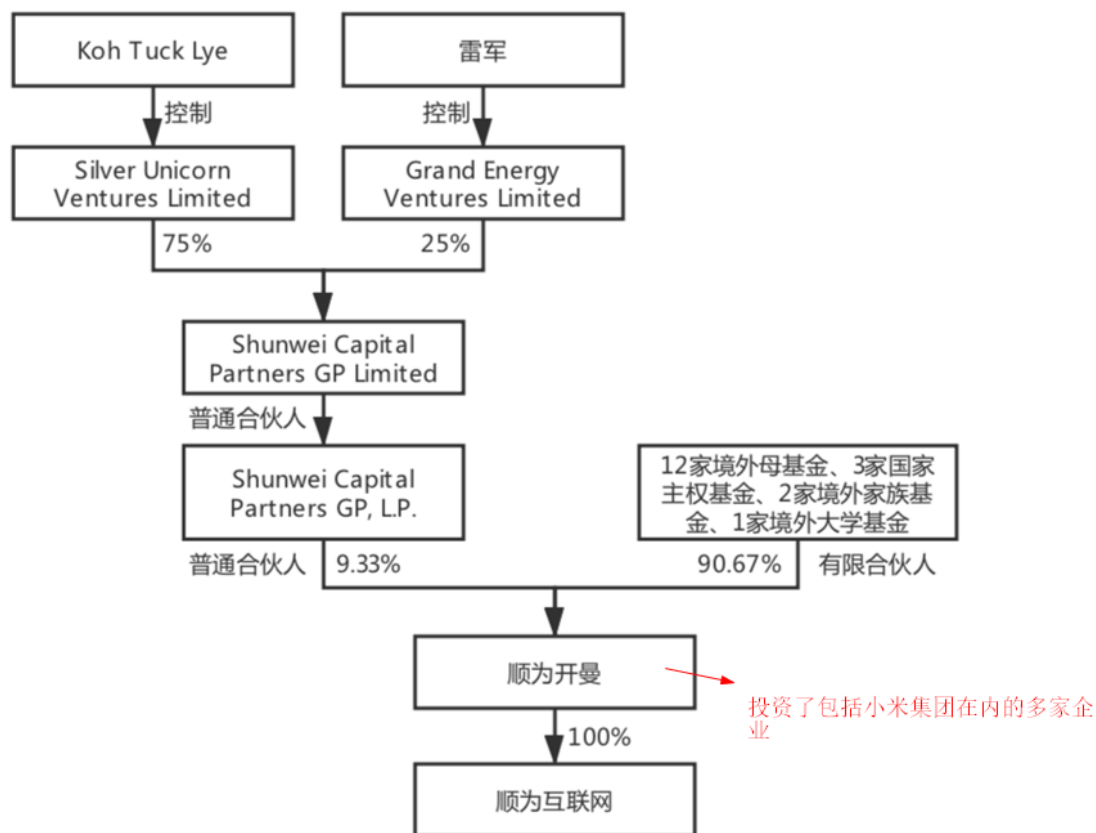 Koh Tuck Lye
雷军
控制
控制
Silver Unicorn
Ventures Limited
Grand Energy
Ventures Limited
75%
25%
Shunwei Capital
Partners GP Limited
普通合伙人
Shunwei Capital
Partners GP, L.P.
12家境外母基金、3家国家
主权基金、2家境外家族基
金、1家境外大学基金
普通合伙人
9.33%
90.67%
有限合伙人
顺为开曼
投资了包括小米集团在内的多家企
业
100%
顺为互联网